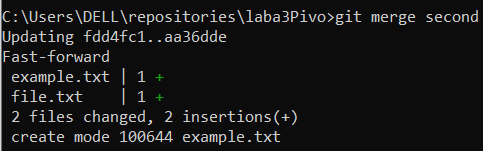 C:\Users\DELL\repositories\laba3Pivo>git merge second
Updating fdd4fc1..aa36dde
Fast-forward
 example.txt | 1 +
 file.txt    | 1 +
 2 files changed, 2 insertions(+)
 create mode 100644 example.txt